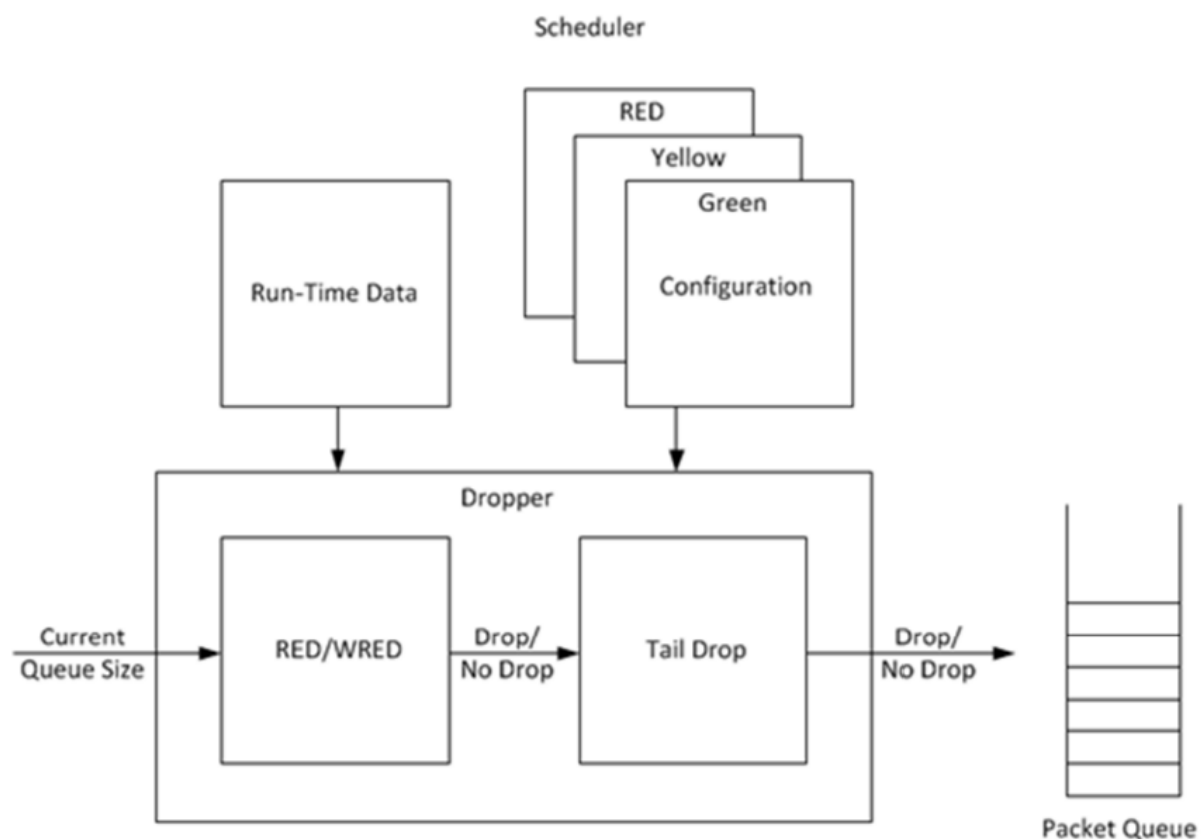 Scheduler
RED
Yellow
Green
Configuration
Run-Time Data
Dropper
Current
Queue Size
RED/WRED
Drop/
No Drop
Tail Drop
Drop/
No Drop
Packet Queue